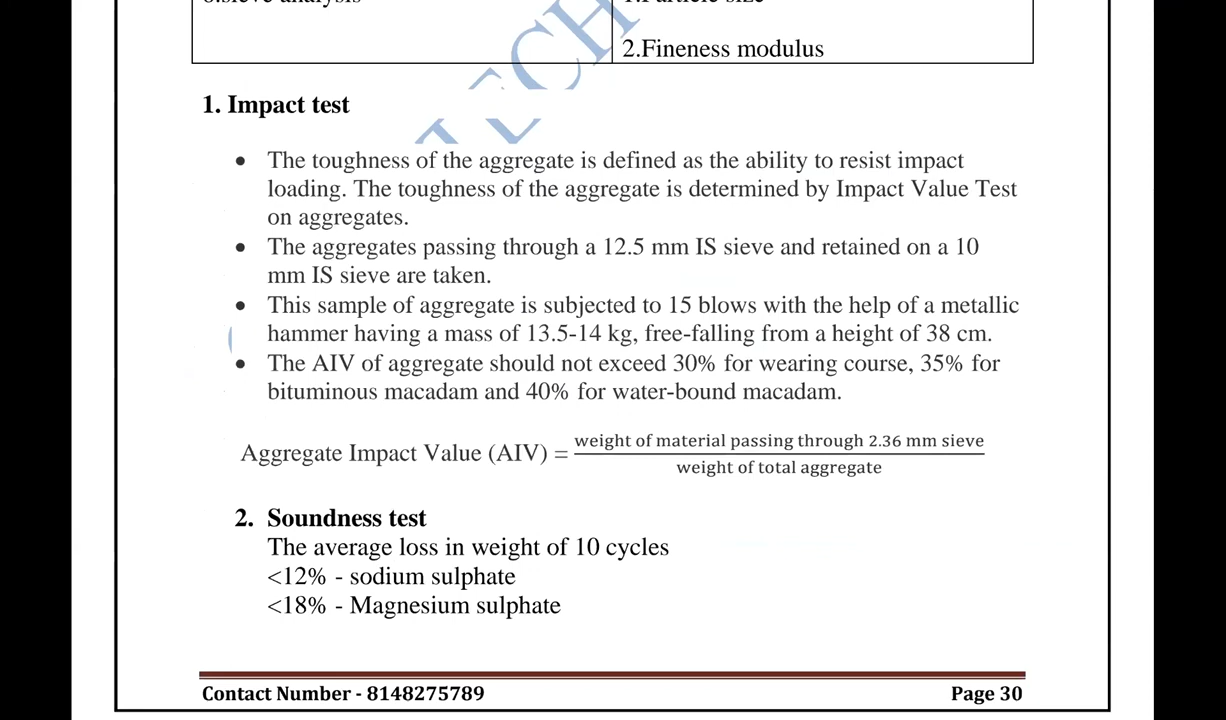 2.Fineness modulus
1. Impact test
• The toughness of the aggregate is defined as the ability to resist impact
loading. The toughness of the aggregate is determined by Impact Value Test
on aggregates.
• The aggregates passing through a 12.5 mm IS sieve and retained on a 10
mm IS sieve are taken.
• This sample of aggregate is subjected to 15 blows with the help of a metallic
hammer having a mass of 13.5-14 kg, free-falling from a height of 38 cm.
• The AIV of aggregate should not exceed 30% for wearing course, 35% for
bituminous macadam and 40% for water-bound macadam.
weight of material passing through 2.36 mm sieve
Aggregate Impact Value (AIV) =
weight of total aggregate
2. Soundness test
The average loss in weight of 10 cycles
<12% - sodium sulphate
<18% - Magnesium sulphate
Contact Number - 8148275789 Page 30